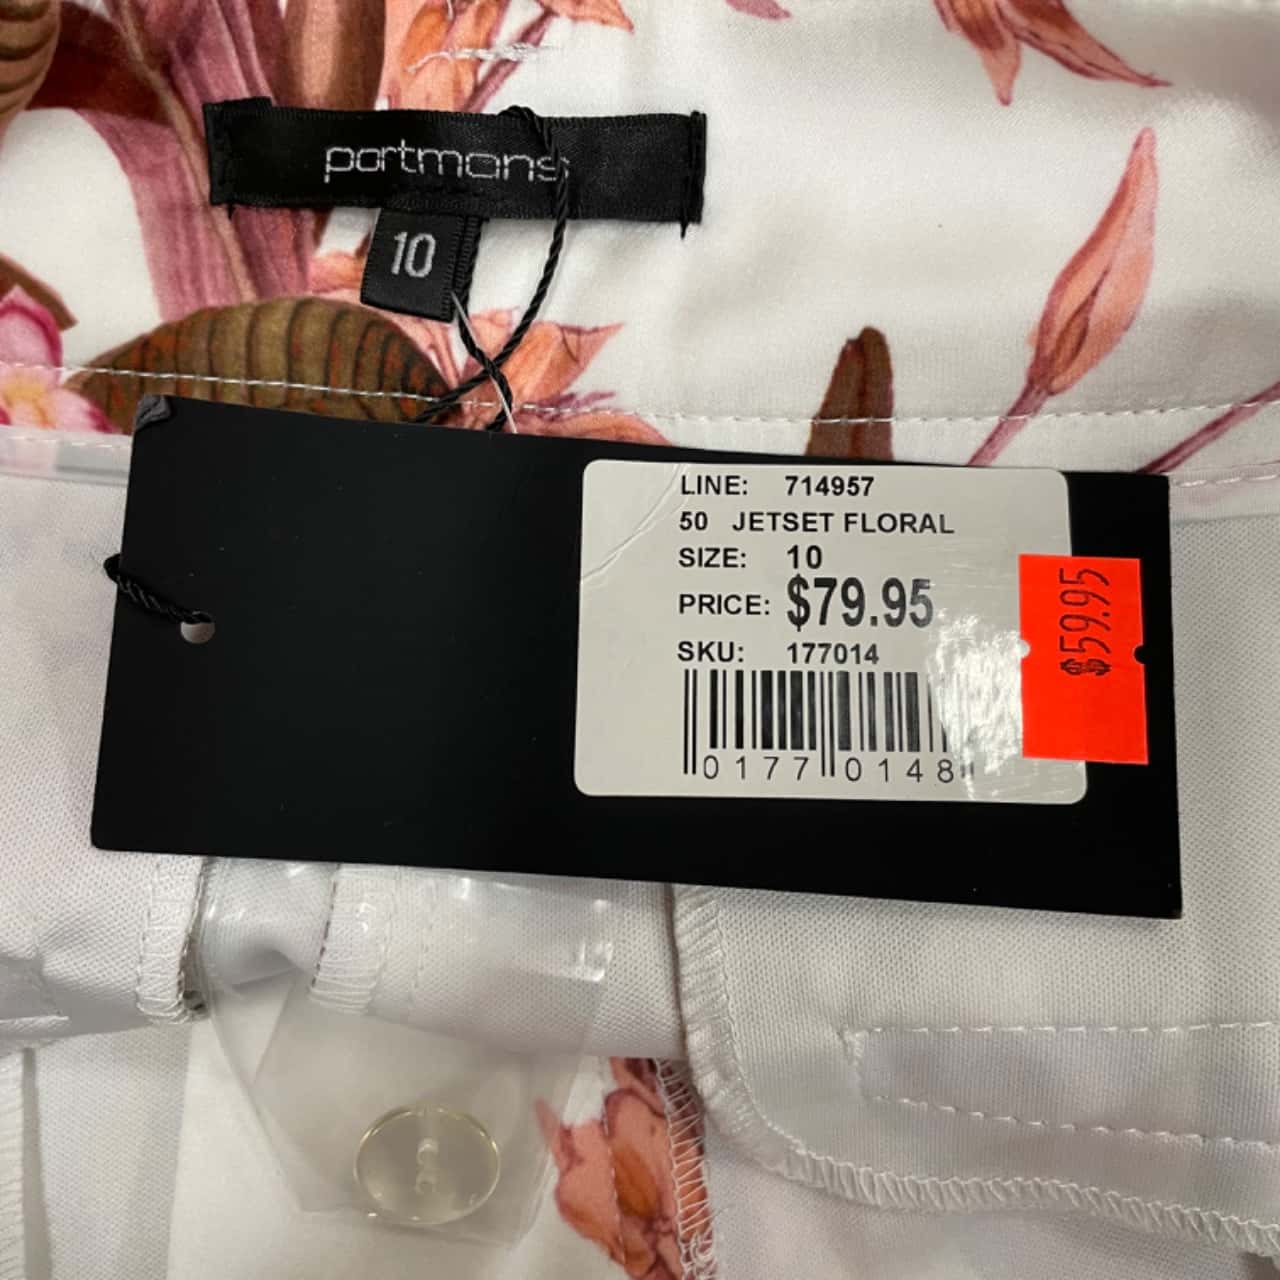 portmans
10
LINE: 714957
50 JETSET FLORAL
SIZE: 10
PRICE: $79.95
SKU: 177014
0177 0148
$59.95